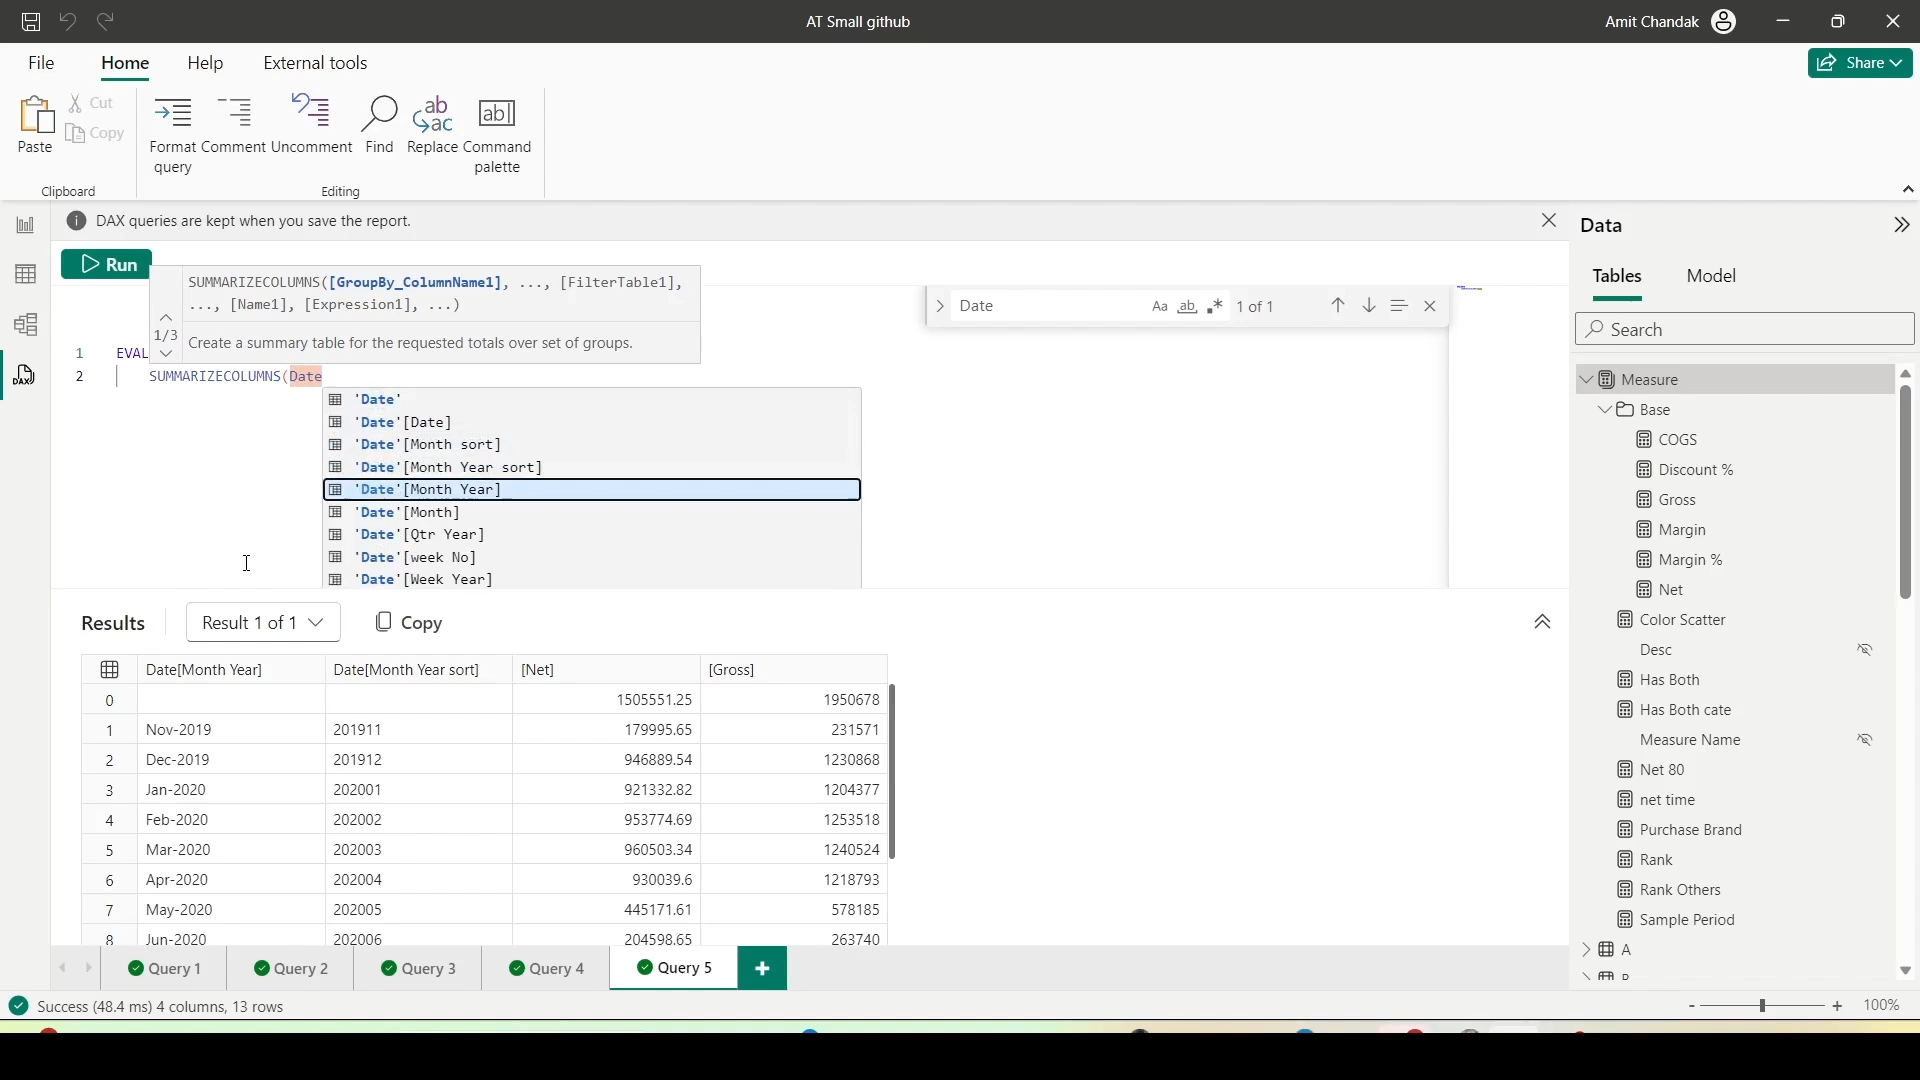 AT Small github
Amit Chandak
File Home Help External tools
Share
Paste
Cut
Copy
Format query
Comment
Uncomment
Find
Replace
Command palette
Clipboard
Editing
DAX queries are kept when you save the report.
Run
SUMMARIZECOLUMNS([GroupBy_ColumnName1], ..., [FilterTable1],
..., [Name1], [Expression1], ...)
1/3
Create a summary table for the requested totals over set of groups.
Date
Aa ab 1 of 1
1 EVAL
2 SUMMARIZECOLUMNS(Date
'Date'
'Date'[Date]
'Date'[Month sort]
'Date'[Month Year sort]
'Date'[Month Year]
'Date'[Month]
'Date'[Qtr Year]
'Date'[week No]
'Date'[Week Year]
Results
Result 1 of 1
Copy
Date[Month Year] Date[Month Year sort] [Net] [Gross]
0 1505551.25 1950678
1 Nov-2019 201911 179995.65 231571
2 Dec-2019 201912 946889.54 1230868
3 Jan-2020 202001 921332.82 1204377
4 Feb-2020 202002 953774.69 1253518
5 Mar-2020 202003 960503.34 1240524
6 Apr-2020 202004 930039.6 1218793
7 May-2020 202005 445171.61 578185
8 Jun-2020 202006 204598.65 263740
Query 1 Query 2 Query 3 Query 4 Query 5
Success (48.4 ms) 4 columns, 13 rows
100%
Data
Tables Model
Search
Measure
Base
COGS
Discount %
Gross
Margin
Margin %
Net
Color Scatter
Desc
Has Both
Has Both cate
Measure Name
Net 80
net time
Purchase Brand
Rank
Rank Others
Sample Period
A